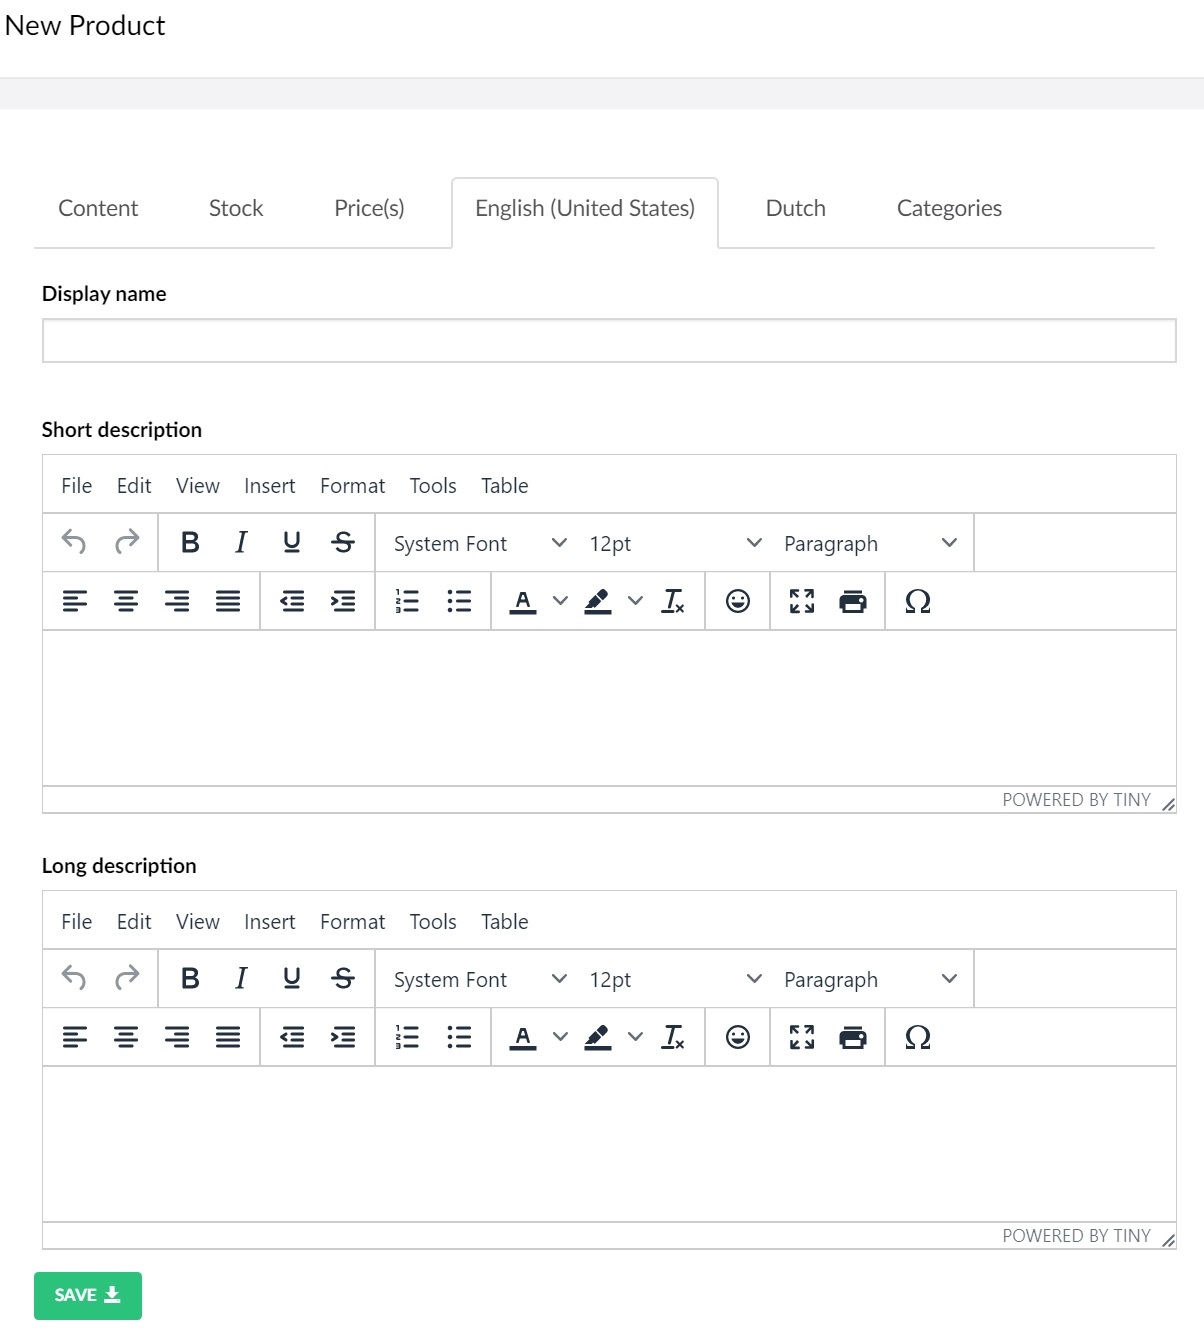 New Product
Content Stock Price(s) English (United States) Dutch Categories
Display name
Short description
File Edit View Insert Format Tools Table
System Font 12pt Paragraph
POWERED BY TINY
Long description
File Edit View Insert Format Tools Table
System Font 12pt Paragraph
POWERED BY TINY
SAVE